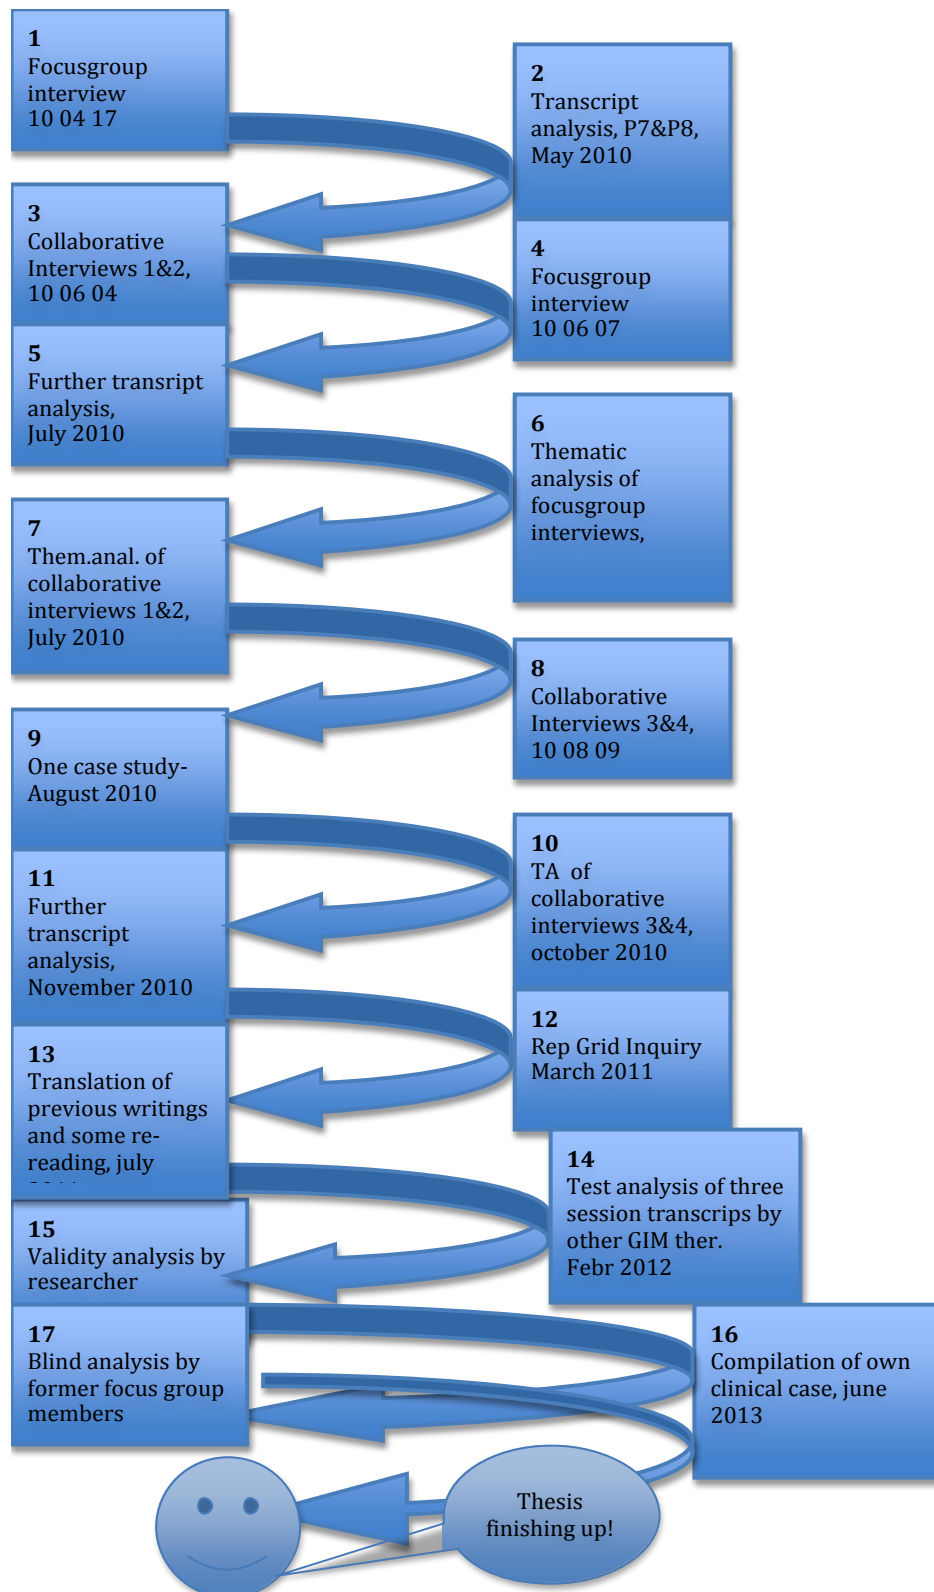 1
Focusgroup
interview
10 04 17
2
Transcript
analysis, P7&P8,
May 2010
3
Collaborative
Interviews 1&2,
10 06 04
4
Focusgroup
interview
10 06 07
5
Further transript
analysis,
July 2010
6
Thematic
analysis of
focusgroup
interviews,
7
Them.anal. of
collaborative
interviews 1&2,
July 2010
8
Collaborative
Interviews 3&4,
10 08 09
9
One case study-
August 2010
10
TA of
collaborative
interviews 3&4,
october 2010
11
Further
transcript
analysis,
November 2010
12
Rep Grid Inquiry
March 2011
13
Translation of
previous writings
and some re-
reading, july
14
Test analysis of three
session transcrips by
other GIM ther.
Febr 2012
15
Validity analysis by
researcher
16
Compilation of own
clinical case, june
2013
17
Blind analysis by
former focus group
members
Thesis
finishing up!